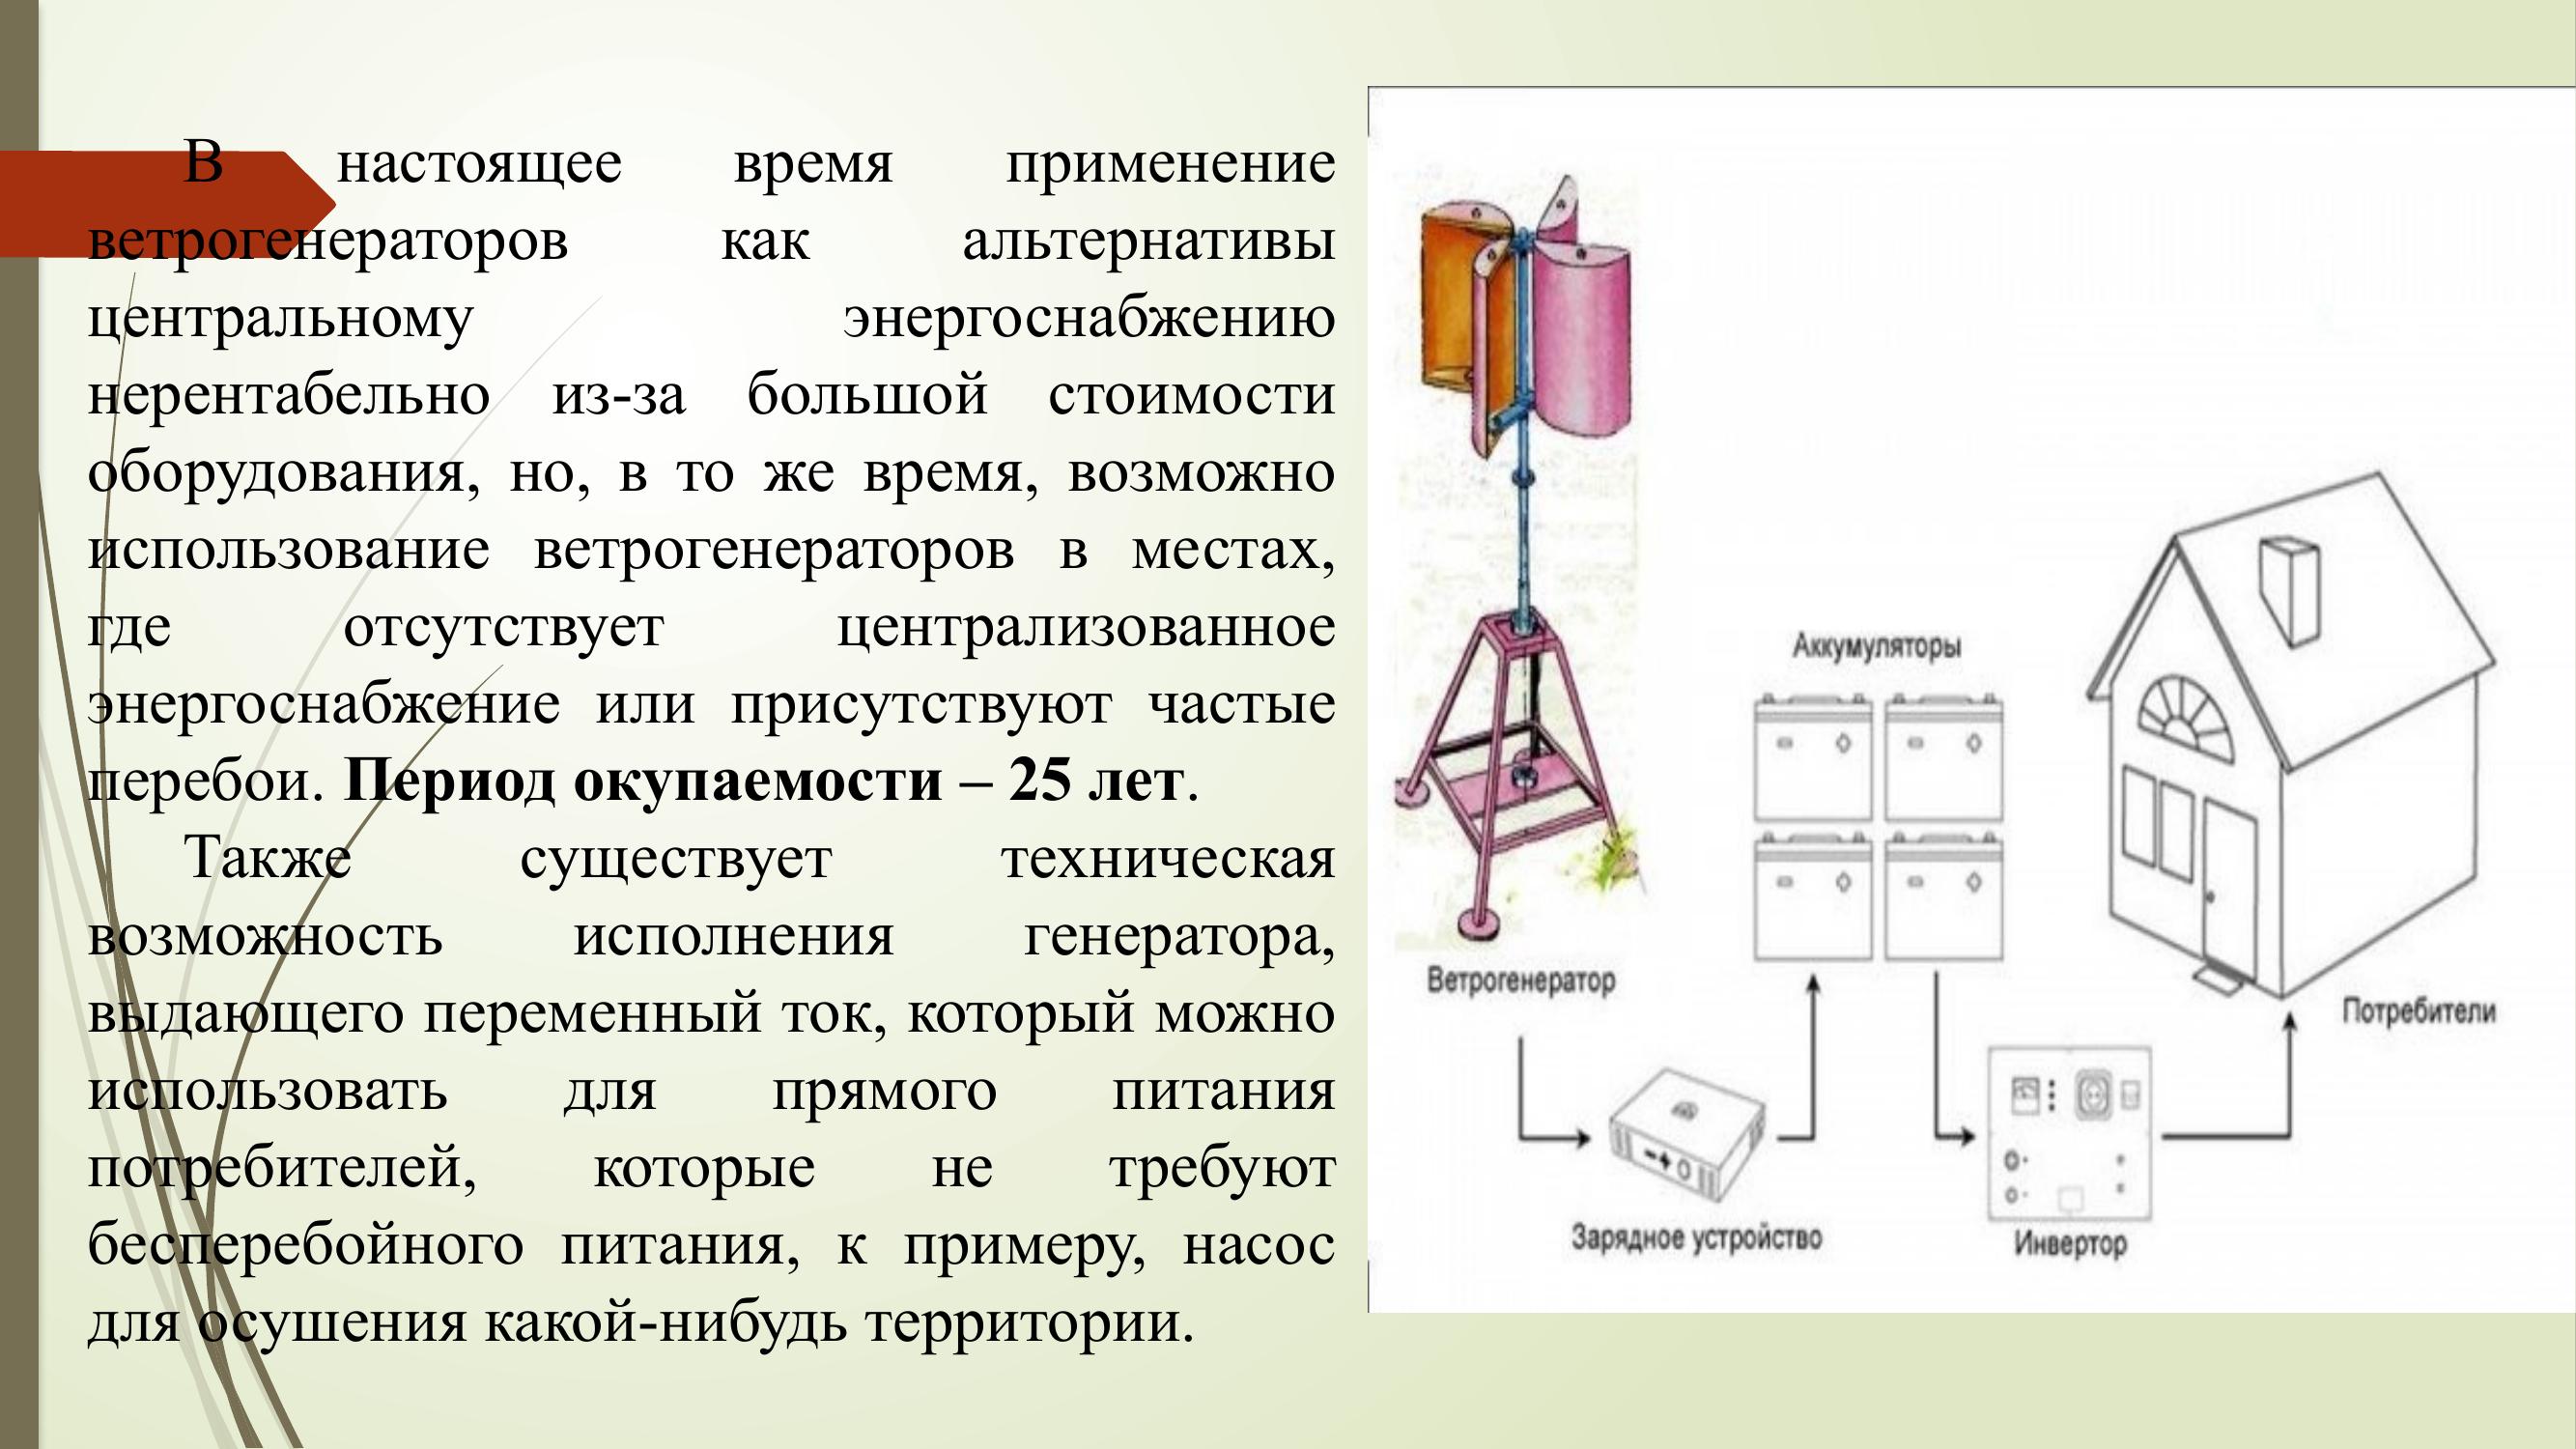 В настоящее время применение
ветрогенераторов как альтернативы
центральному энергоснабжению
нерентабельно из-за большой стоимости
оборудования, но, в то же время, возможно
использование ветрогенераторов в местах,
где отсутствует централизованное
энергоснабжение или присутствуют частые
перебои. Период окупаемости – 25 лет.
Также существует техническая
возможность исполнения генератора,
выдающего переменный ток, который можно
использовать для прямого питания
потребителей, которые не требуют
бесперебойного питания, к примеру, насос
для осушения какой-нибудь территории.
Аккумуляторы
Ветрогенератор
Потребители
Зарядное устройство
Инвертор